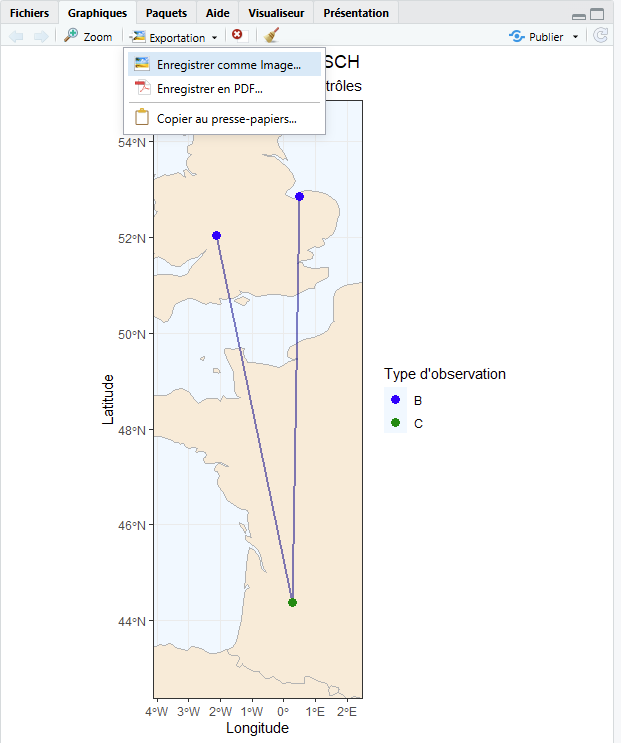 Fichiers Graphiques Paquets Aide Visualiseur Présentation
Zoom Exportation Publier
Enregistrer comme Image...
Enregistrer en PDF...
Copier au presse-papiers...
SCH
trôles
54°N
52°N
50°N
48°N
46°N
44°N
Latitude
4°W 3°W 2°W 1°W 0° 1°E 2°E
Longitude
Type d'observation
B
C